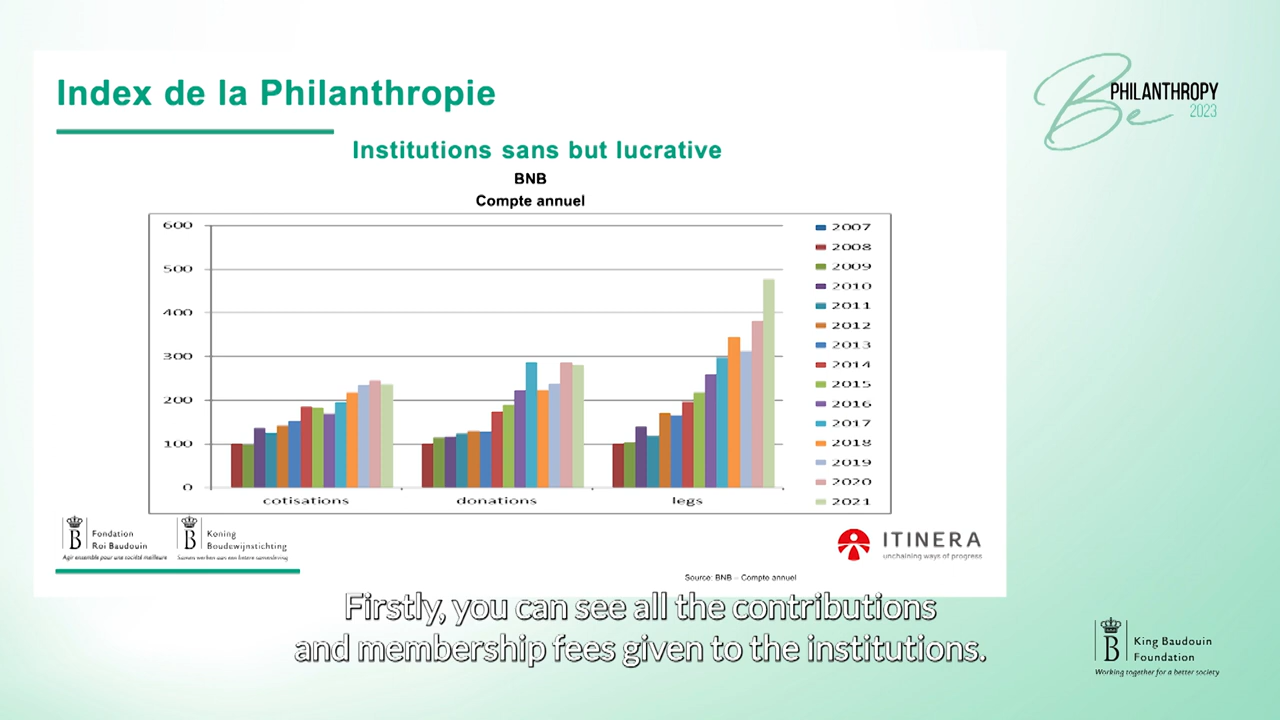 Index de la Philanthropie
Institutions sans but lucrative
BNB
Compte annuel
600
500
400
300
200
100
0
cotisations
donations
legs
2007
2008
2009
2010
2011
2012
2013
2014
2015
2016
2017
2018
2019
2020
2021
Fondation
Roi Baudouin
Agir ensemble pour une société meilleure
Koning
Boudewijnstichting
Samen werken aan een betere samenleving
ITINERA
unchaining ways of progress
Source: BNB – Compte annuel
Be PHILANTHROPY
2023
Firstly, you can see all the contributions
and membership fees given to the institutions.
B
King Baudouin
Foundation
Working together for a better society